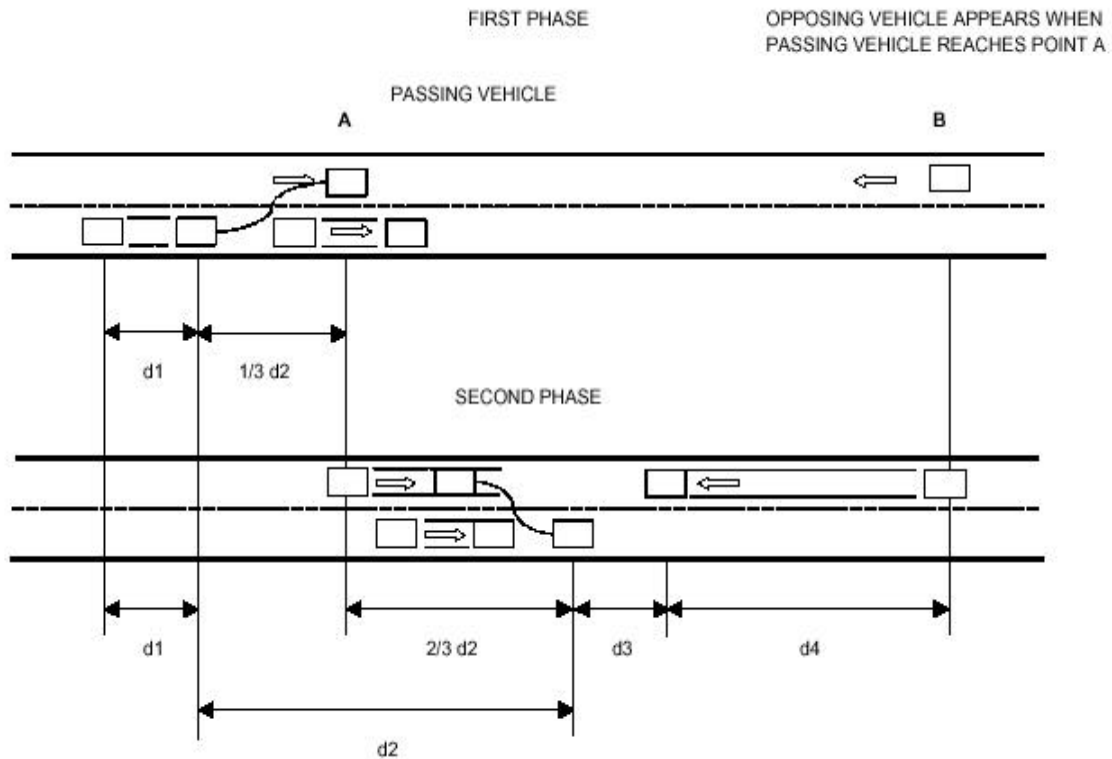 FIRST PHASE
OPPOSING VEHICLE APPEARS WHEN
PASSING VEHICLE REACHES POINT A
PASSING VEHICLE
A
B
d1
1/3 d2
SECOND PHASE
d1
2/3 d2
d3
d4
d2